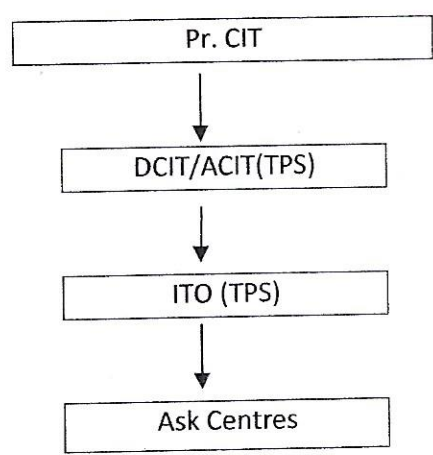 Pr. CIT
DCIT/ACIT(TPS)
ITO (TPS)
Ask Centres